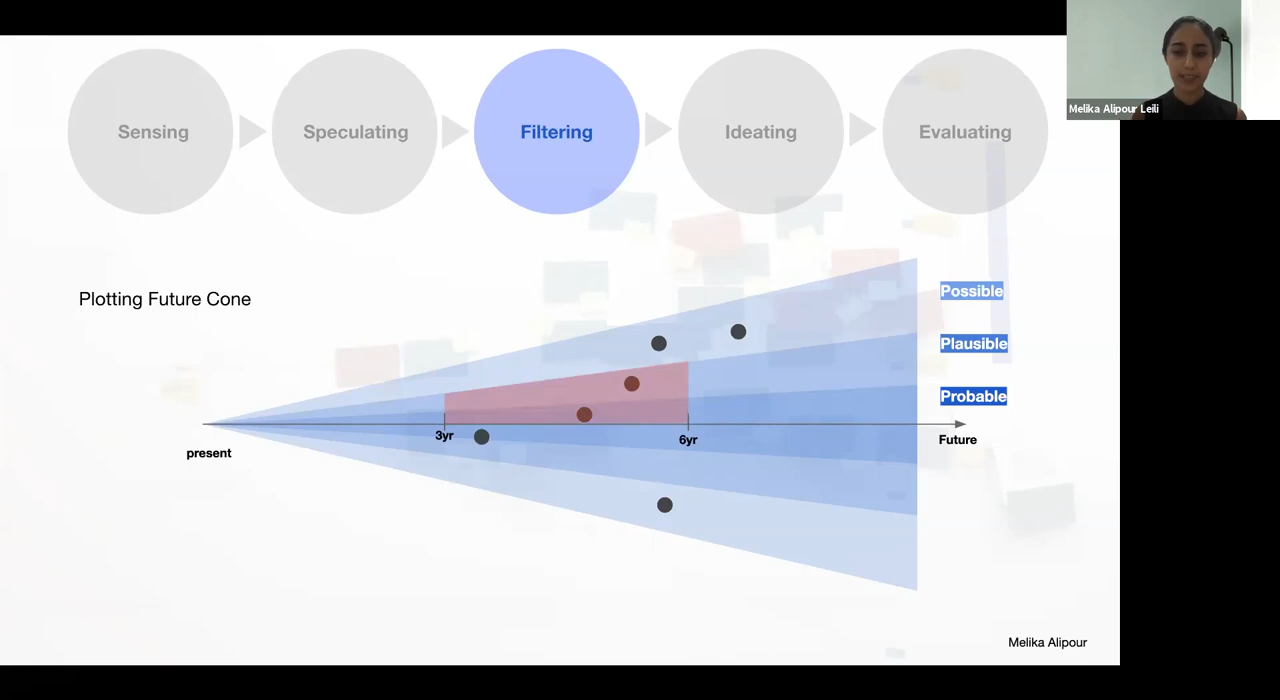 Melika Alipour Leili
Sensing
Speculating
Filtering
Ideating
Evaluating
Plotting Future Cone
Possible
Plausible
Probable
3yr
6yr
Future
present
Melika Alipour